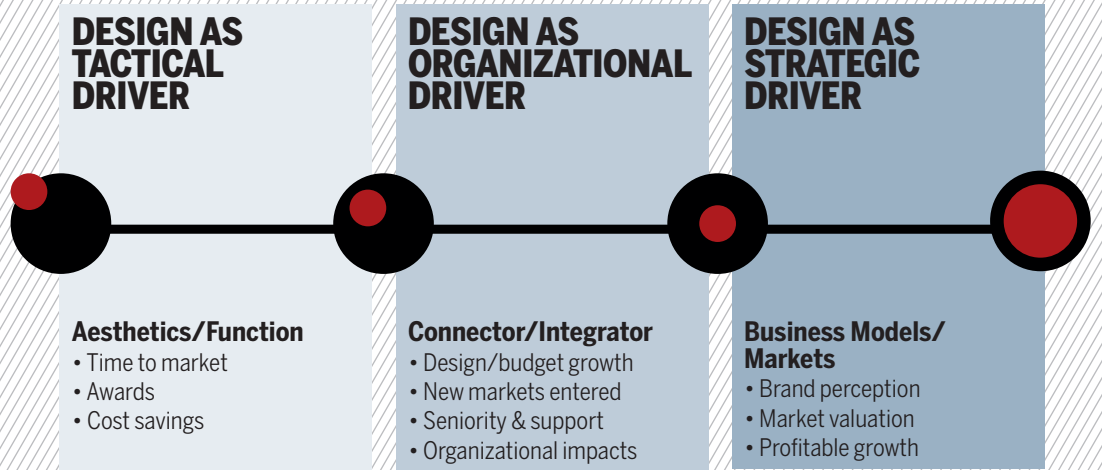 DESIGN AS
TACTICAL
DRIVER
Aesthetics/Function
• Time to market
• Awards
• Cost savings
DESIGN AS
ORGANIZATIONAL
DRIVER
Connector/Integrator
• Design/budget growth
• New markets entered
• Seniority & support
• Organizational impacts
DESIGN AS
STRATEGIC
DRIVER
Business Models/
Markets
• Brand perception
• Market valuation
• Profitable growth